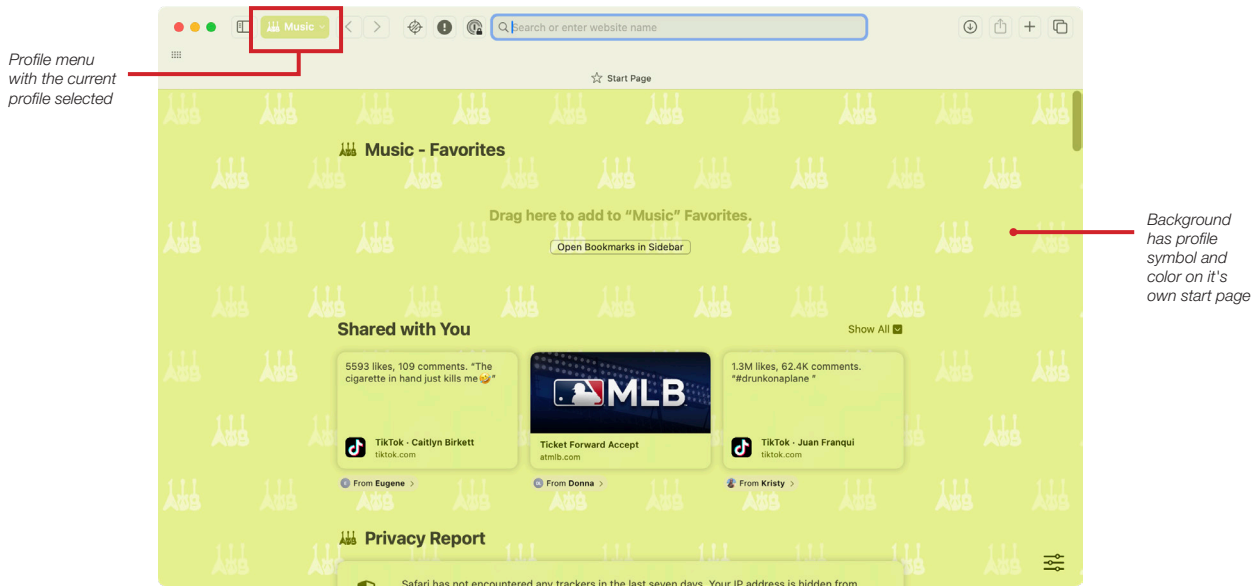 Music
Search or enter website name
Profile menu
with the current
profile selected
Start Page
Music - Favorites
Drag here to add to “Music” Favorites.
Open Bookmarks in Sidebar
Background
has profile
symbol and
color on it's
own start page
Shared with You
Show All
5593 likes, 109 comments. “The
cigarette in hand just kills me🤣”
TikTok · Caitlyn Birkett
tiktok.com
From Eugene >
MLB
Ticket Forward Accept
atmlb.com
From Donna >
1.3M likes, 62.4K comments.
“#drunkonaplane ”
TikTok · Juan Franqui
tiktok.com
From Kristy >
Privacy Report
Safari has not encountered any trackers in the last seven days. Your IP address is hidden from